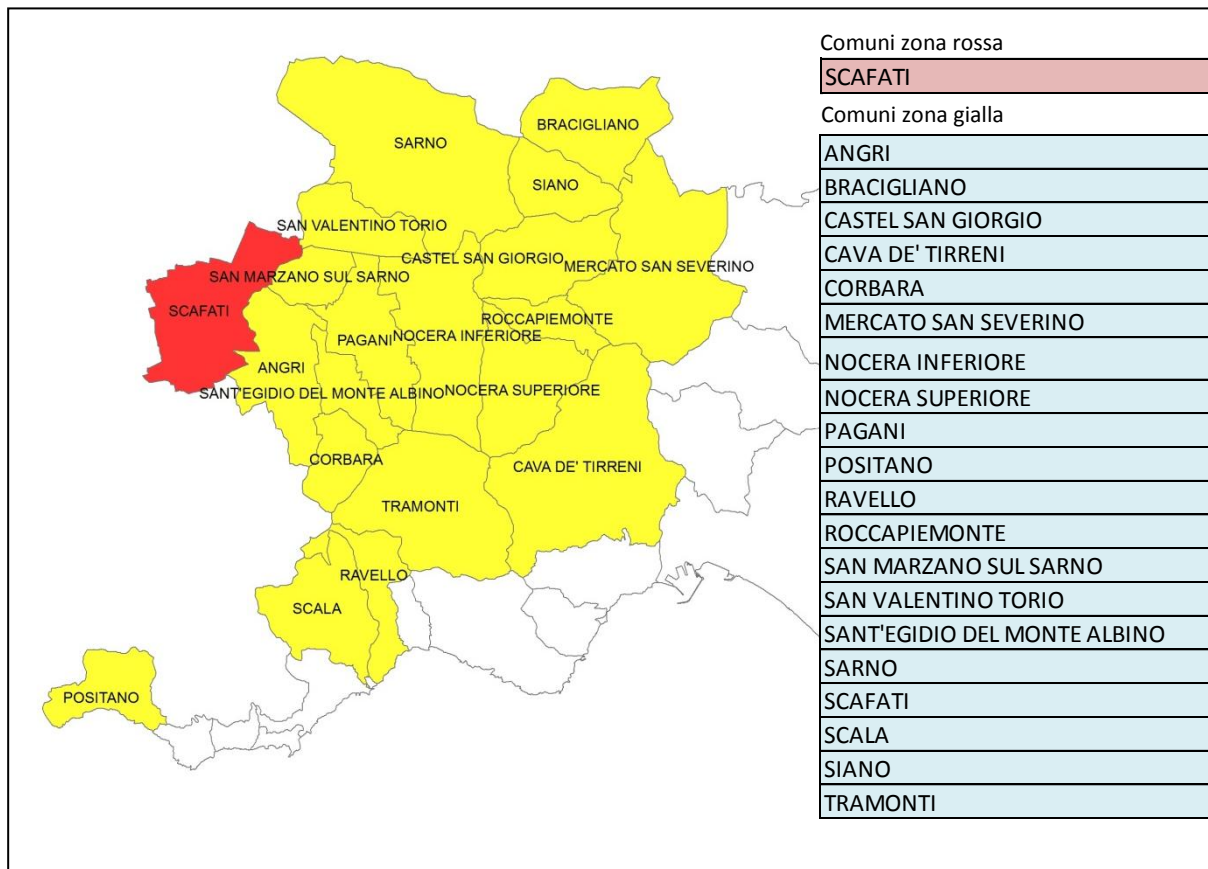 Comuni zona rossa
SCAFATI
Comuni zona gialla
ANGRI
BRACIGLIANO
CASTEL SAN GIORGIO
CAVA DE' TIRRENI
CORBARA
MERCATO SAN SEVERINO
NOCERA INFERIORE
NOCERA SUPERIORE
PAGANI
POSITANO
RAVELLO
ROCCAPIEMONTE
SAN MARZANO SUL SARNO
SAN VALENTINO TORIO
SANT'EGIDIO DEL MONTE ALBINO
SARNO
SCAFATI
SCALA
SIANO
TRAMONTI
BRACIGLIANO
SARNO
SIANO
SAN VALENTINO TORIO
CASTEL SAN GIORGIO
MERCATO SAN SEVERINO
SAN MARZANO SUL SARNO
SCAFATI
ROCCAPIEMONTE
PAGANI
NOCERA INFERIORE
ANGRI
SANT'EGIDIO DEL MONTE ALBINO
NOCERA SUPERIORE
CORBARA
CAVA DE' TIRRENI
TRAMONTI
RAVELLO
SCALA
POSITANO